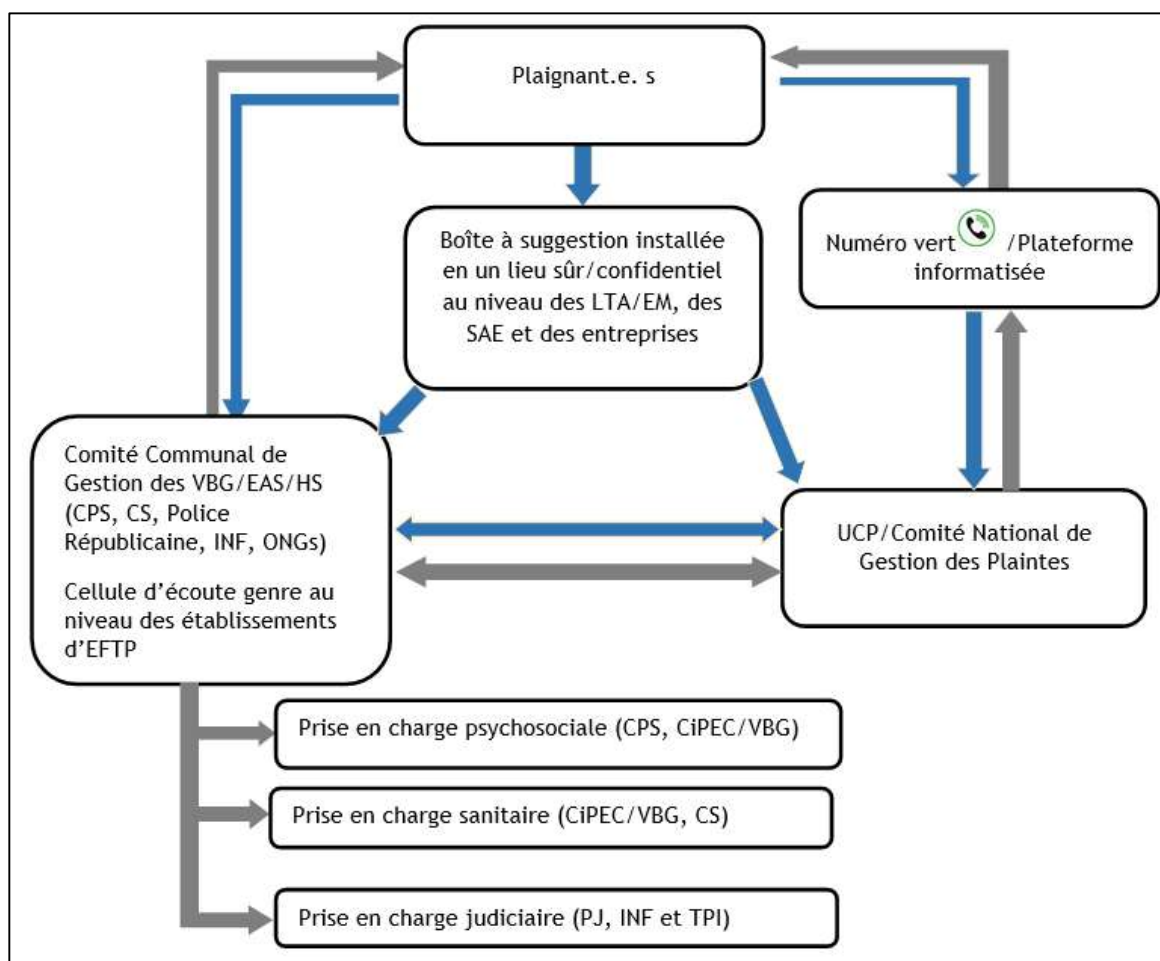 Plaignant.e. s
Boîte à suggestion installée
en un lieu sûr/confidentiel
au niveau des LTA/EM, des
SAE et des entreprises
Numéro vert /Plateforme
informatisée
Comité Communal de
Gestion des VBG/EAS/HS
(CPS, CS, Police
Républicaine, INF, ONGs)
Cellule d’écoute genre au
niveau des établissements
d’EFTP
UCP/Comité National de
Gestion des Plaintes
Prise en charge psychosociale (CPS, CiPEC/VBG)
Prise en charge sanitaire (CiPEC/VBG, CS)
Prise en charge judiciaire (PJ, INF et TPI)